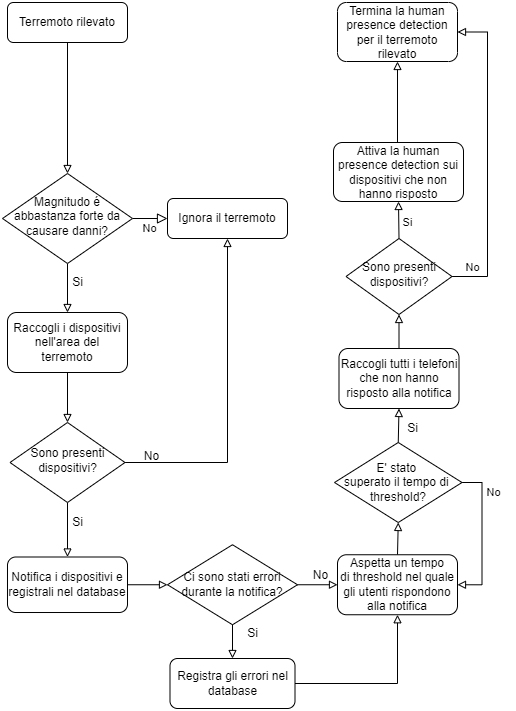 Terremoto rilevato
Magnitudo è
abbastanza forte da
causare danni?
No
Ignora il terremoto
Si
Raccogli i dispositivi
nell'area del
terremoto
Sono presenti
dispositivi?
No
Si
Notifica i dispositivi e
registrali nel database
Ci sono stati errori
durante la notifica?
No
Si
Registra gli errori nel
database
Aspetta un tempo
di threshold nel quale
gli utenti rispondono
alla notifica
E' stato
superato il tempo di
threshold?
No
Si
Raccogli tutti i telefoni
che non hanno
risposto alla notifica
Sono presenti
dispositivi?
No
Si
Attiva la human
presence detection sui
dispositivi che non
hanno risposto
Termina la human
presence detection
per il terremoto
rilevato